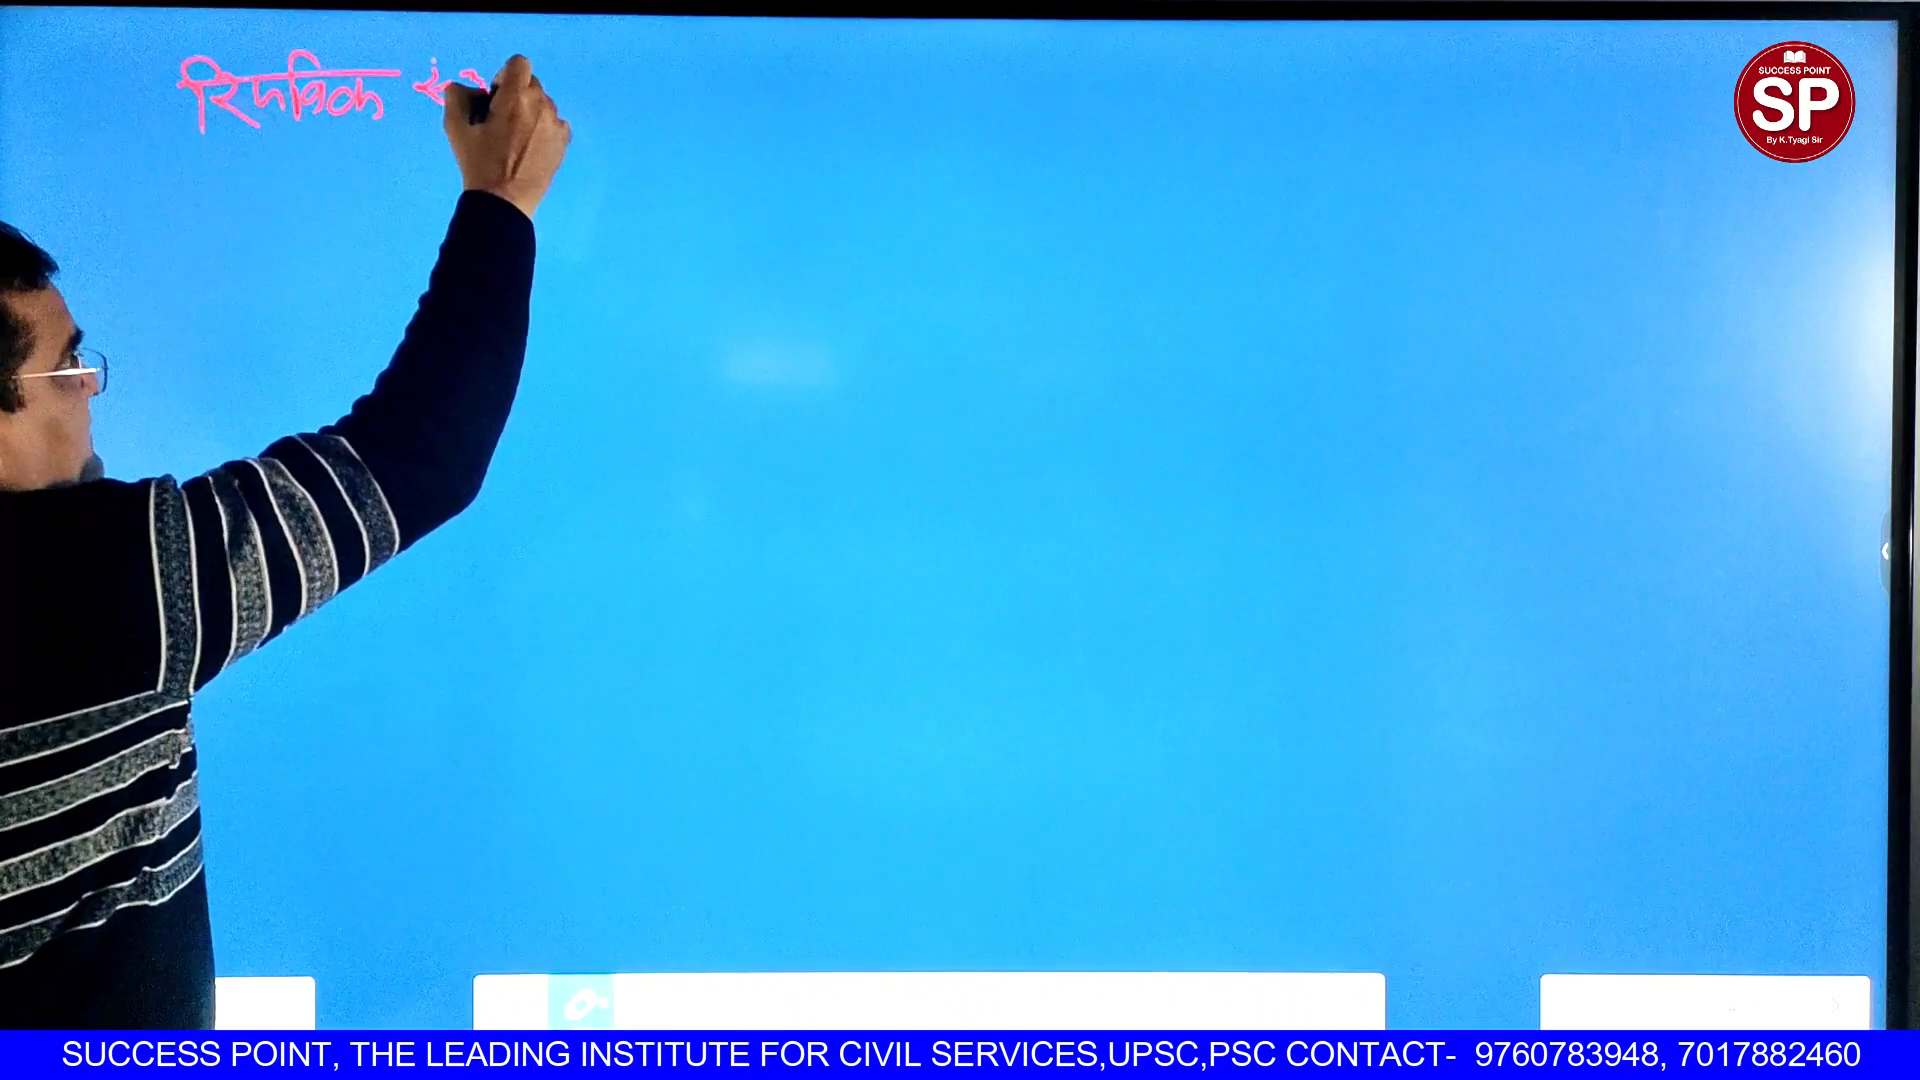 SUCCESS POINT
SP
By K.Tyagi Sir
SUCCESS POINT, THE LEADING INSTITUTE FOR CIVIL SERVICES,UPSC,PSC CONTACT- 9760783948, 7017882460